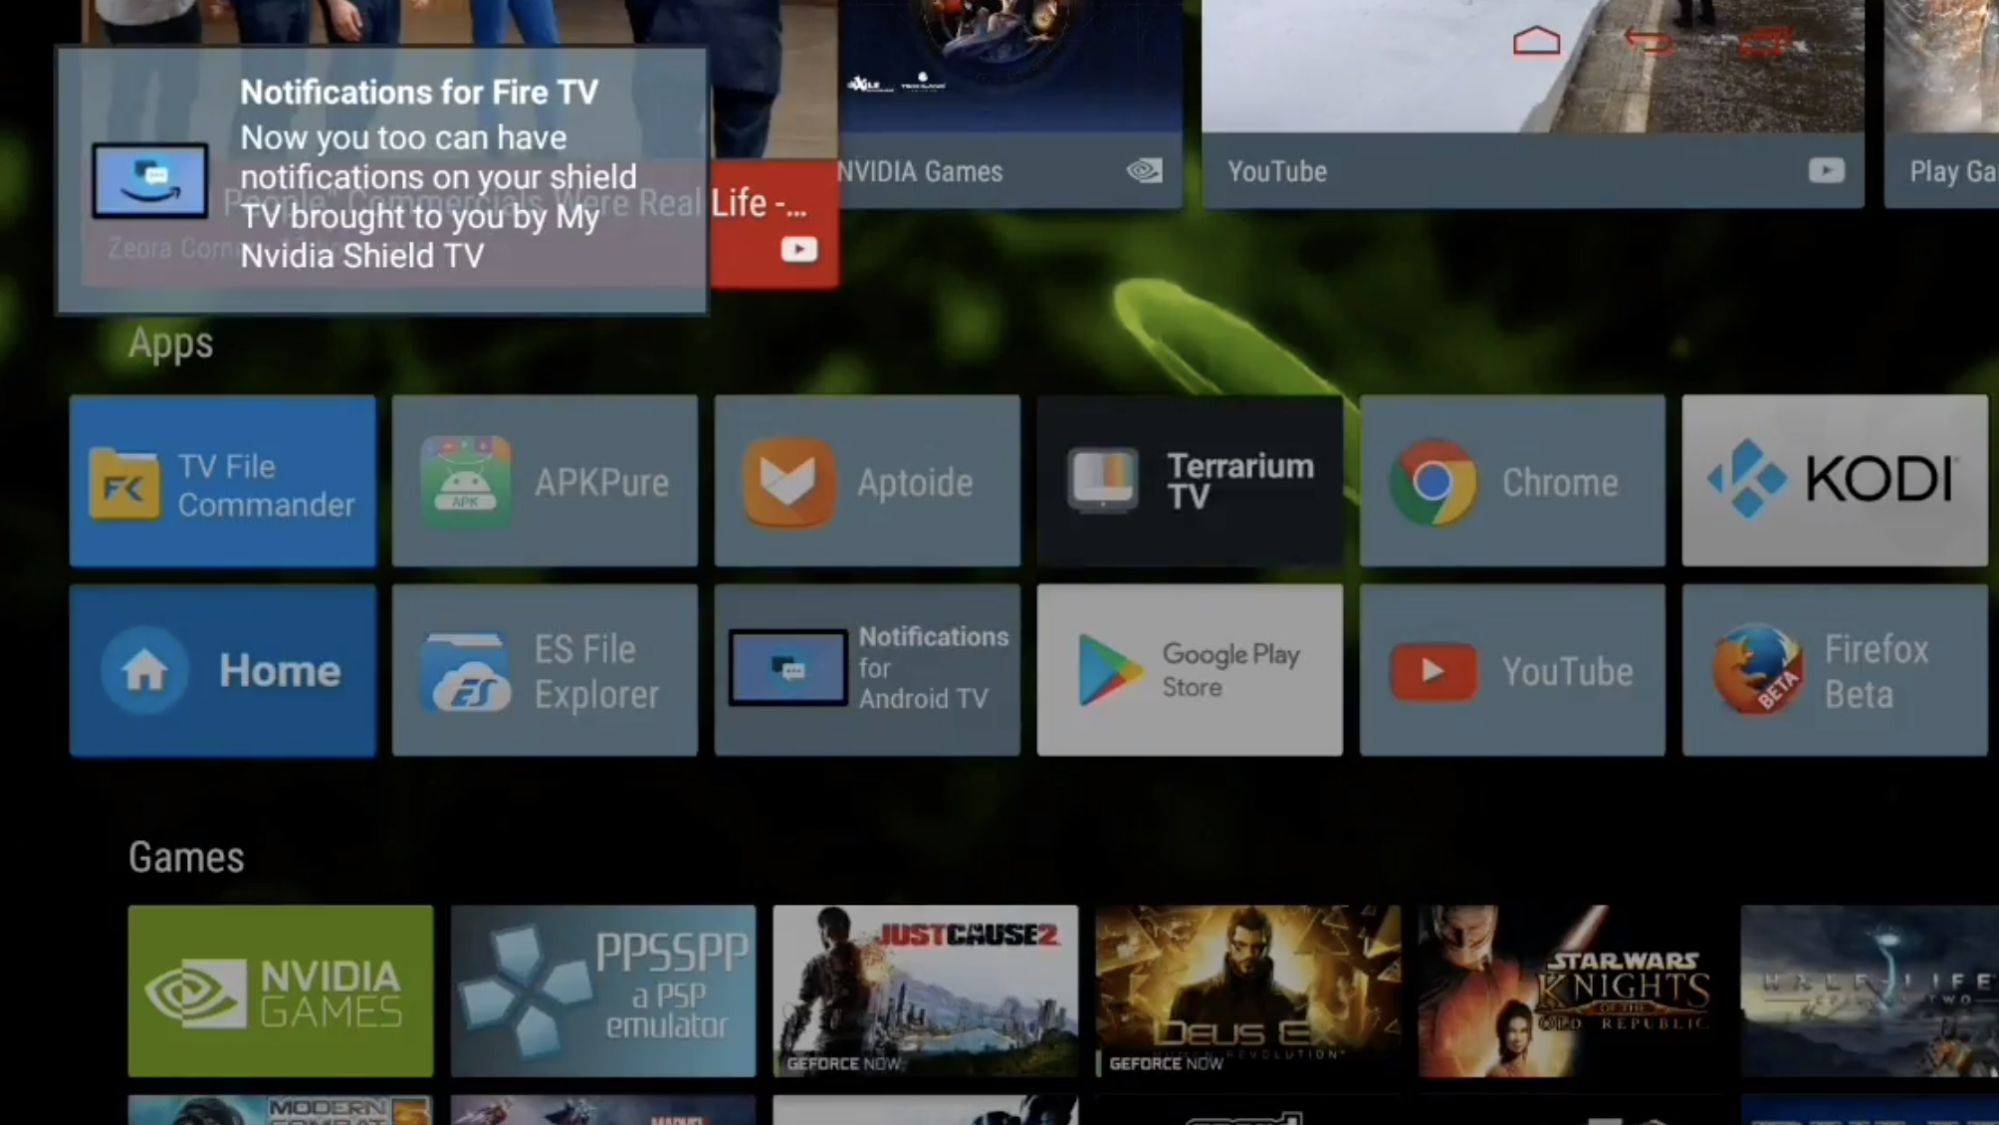 Notifications for Fire TV
Now you too can have
notifications on your shield
TV brought to you by My
Nvidia Shield TV
People" Commercials Were Real Life -...
NVIDIA Games
YouTube
Play Ga
Apps
TV File
Commander
APK
APKPure
Aptoide
Terrarium
TV
Chrome
KODI
Home
ES File
Explorer
Notifications
for
Android TV
Google Play
Store
YouTube
BETA
Firefox
Beta
Games
NVIDIA
GAMES
PPSSPP
a PSP
emulator
JUST CAUSE 2
GEFORCE NOW
DEUS EX
GEFORCE NOW
STAR WARS
KNIGHTS
OF THE
OLD REPUBLIC
HALF-LIFE
EPISODE TWO
MODERN
COMBAT 5
MARVEL